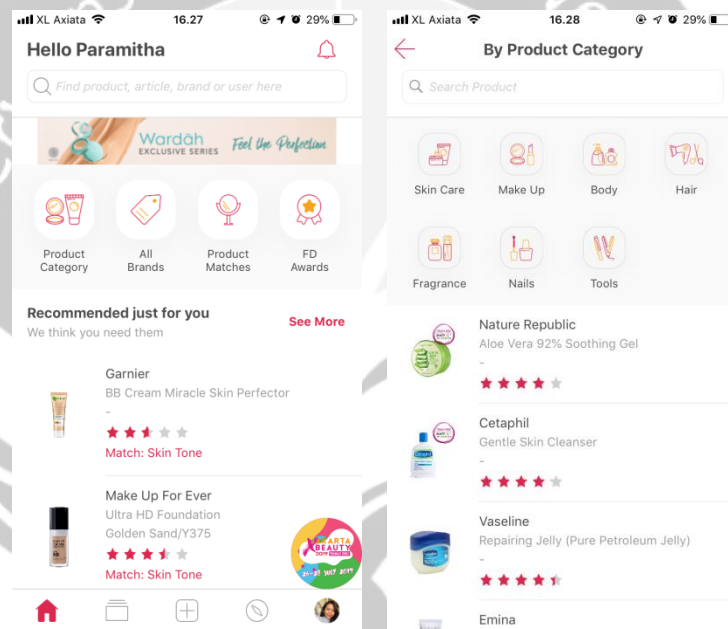 XL Axiata 16.27 29%
Hello Paramitha
Find product, article, brand or user here
Wardah
EXCLUSIVE SERIES
Feel the Perfection
Product
Category
All
Brands
Product
Matches
FD
Awards
Recommended just for you
We think you need them
See More
Garnier
BB Cream Miracle Skin Perfector
-
Match: Skin Tone
Make Up For Ever
Ultra HD Foundation
Golden Sand/Y375
Match: Skin Tone
BEAUTY
XL Axiata 16.28 29%
By Product Category
Search Product
Skin Care
Make Up
Body
Hair
Fragrance
Nails
Tools
Nature Republic
Aloe Vera 92% Soothing Gel
-
Cetaphil
Gentle Skin Cleanser
-
Cetaphil
Vaseline
Repairing Jelly (Pure Petroleum Jelly)
-
Emina